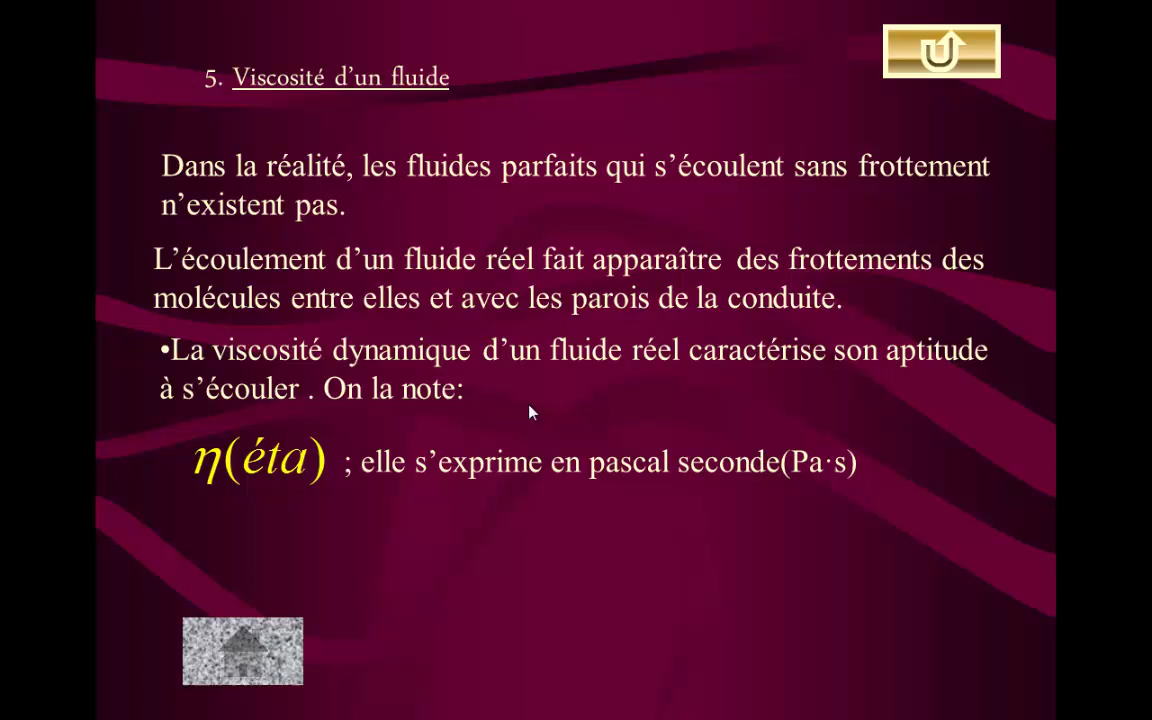 5. Viscosité d’un fluide
Dans la réalité, les fluides parfaits qui s’écoulent sans frottement
n’existent pas.
L’écoulement d’un fluide réel fait apparaître des frottements des
molécules entre elles et avec les parois de la conduite.
•La viscosité dynamique d’un fluide réel caractérise son aptitude
à s’écouler . On la note:
η(éta) ; elle s’exprime en pascal seconde(Pa·s)